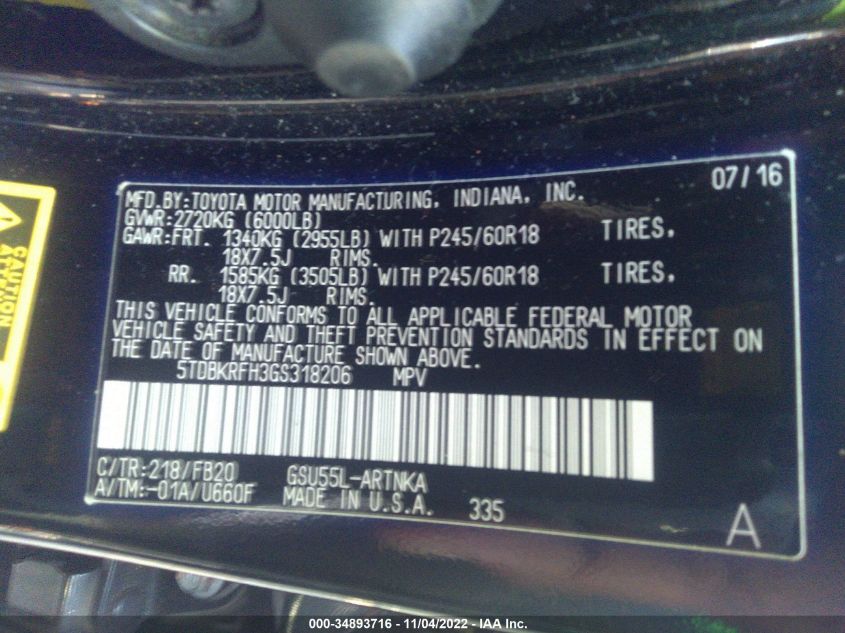 07/16
MFD.BY:TOYOTA MOTOR MANUFACTURING, INDIANA, INC.
GVWR:2720KG (6000LB)
GAWR:FRT. 1340KG (2955LB) WITH P245/60R18 TIRES,
18X7.5J RIMS.
RR. 1585KG (3505LB) WITH P245/60R18 TIRES,
18X7.5J RIMS.
THIS VEHICLE CONFORMS TO ALL APPLICABLE FEDERAL MOTOR
VEHICLE SAFETY AND THEFT PREVENTION STANDARDS IN EFFECT ON
THE DATE OF MANUFACTURE SHOWN ABOVE.
5TDBKRFH3GS318206 MPV
C/TR:218/FB20 GSU55L-ARTNKA
A/TM:-01A/U660F MADE IN U.S.A. 335
A
CAUTION
000-34893716 - 11/04/2022 - IAA Inc.